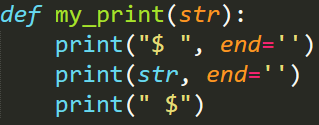 def my_print(str):
    print("$ ", end='')
    print(str, end='')
    print(" $")